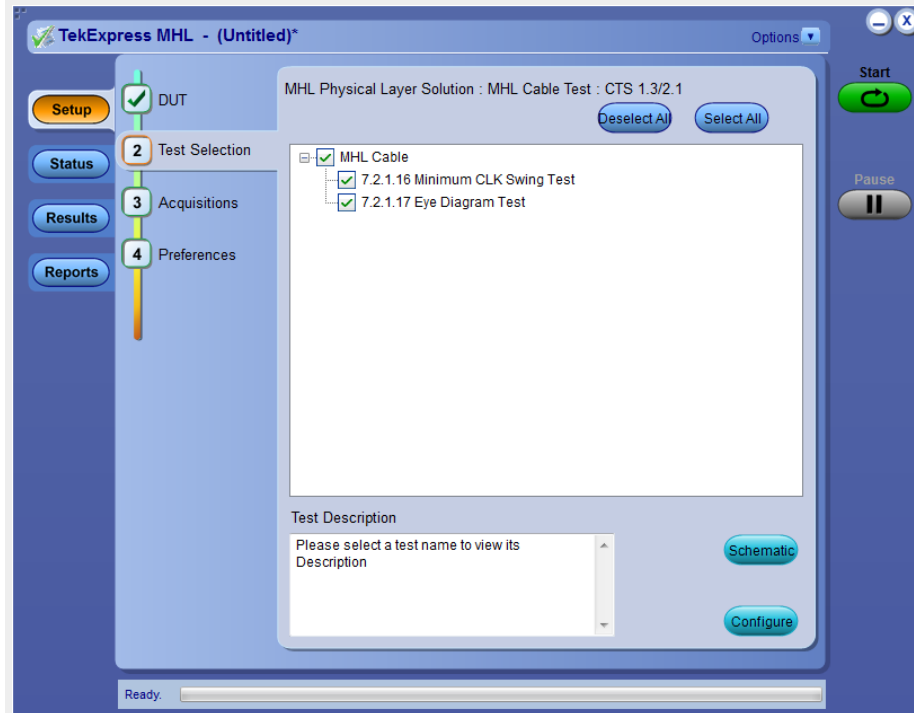 TekExpress MHL - (Untitled)*
Options
X
Start
Pause
Setup
Status
Results
Reports
DUT
2 Test Selection
3 Acquisitions
4 Preferences
MHL Physical Layer Solution : MHL Cable Test : CTS 1.3/2.1
Deselect All
Select All
MHL Cable
7.2.1.16 Minimum CLK Swing Test
7.2.1.17 Eye Diagram Test
Test Description
Please select a test name to view its
Description
Schematic
Configure
Ready.